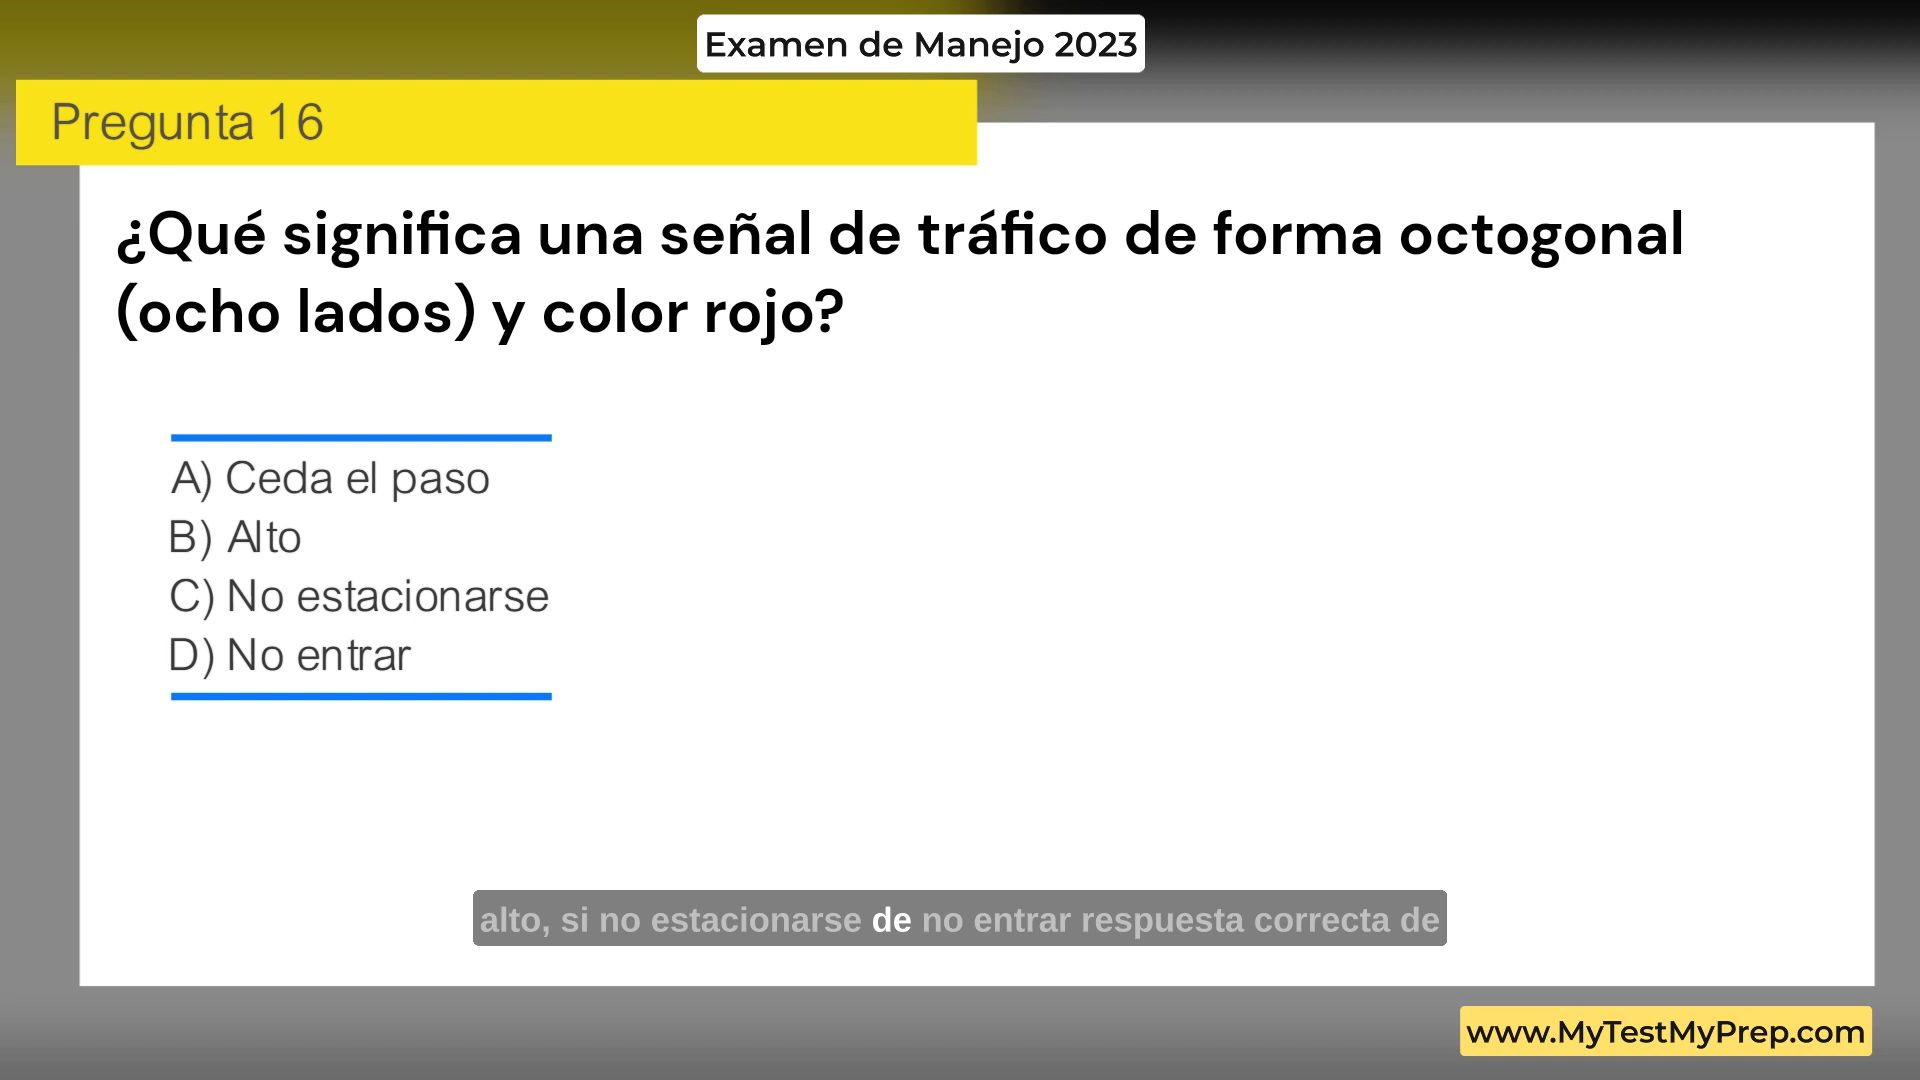 Examen de Manejo 2023
Pregunta 16
¿Qué significa una señal de tráfico de forma octogonal
(ocho lados) y color rojo?
A) Ceda el paso
B) Alto
C) No estacionarse
D) No entrar
alto, si no estacionarse de no entrar respuesta correcta de
www.MyTestMyPrep.com